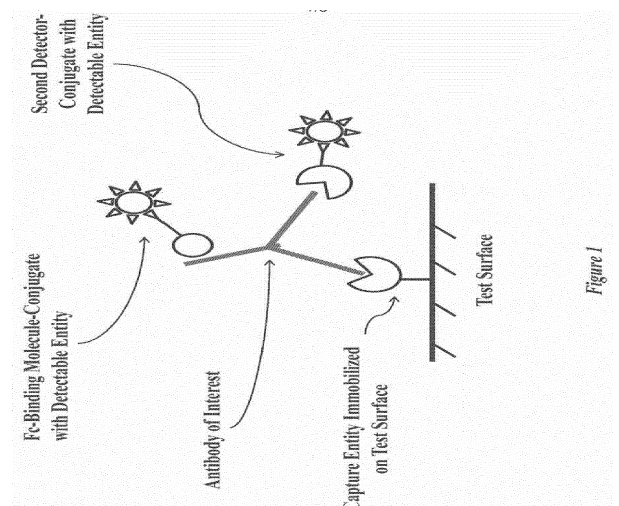 Fc-Binding Molecule-Conjugate
with Detectable Entity
Second Detector-
Conjugate with
Detectable Entity
Antibody of Interest
Capture Entity Immobilized
on Test Surface
Test Surface
Figure 1